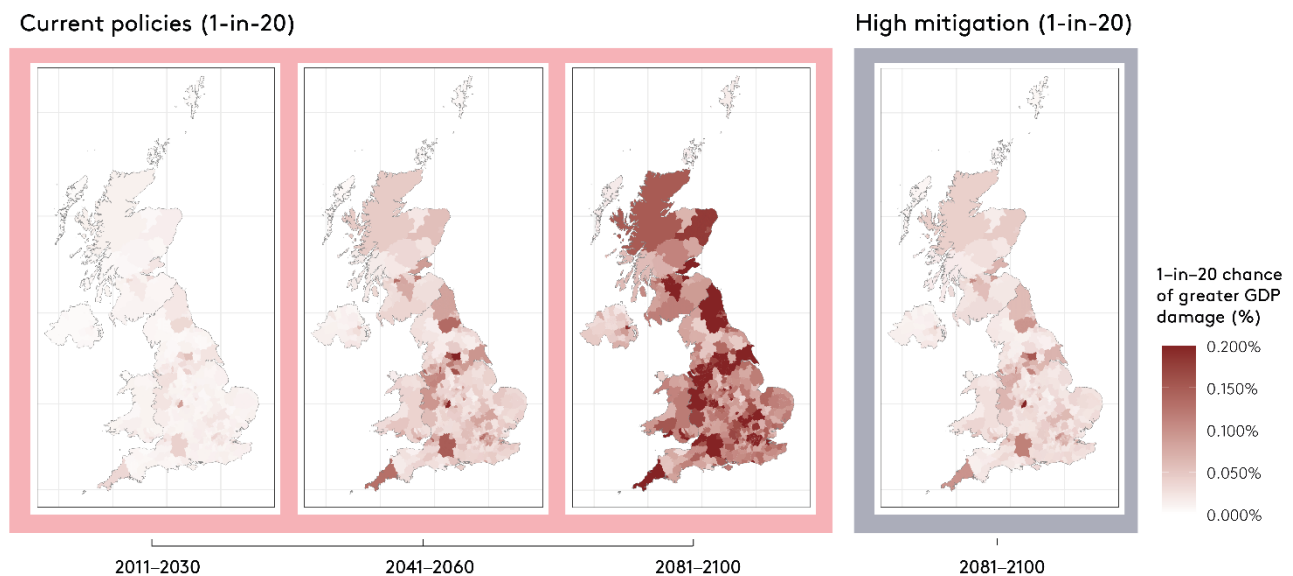 Current policies (1-in-20)
High mitigation (1-in-20)
1-in-20 chance
of greater GDP
damage (%)
0.200%
0.150%
0.100%
0.050%
0.000%
2011–2030
2041–2060
2081–2100
2081–2100